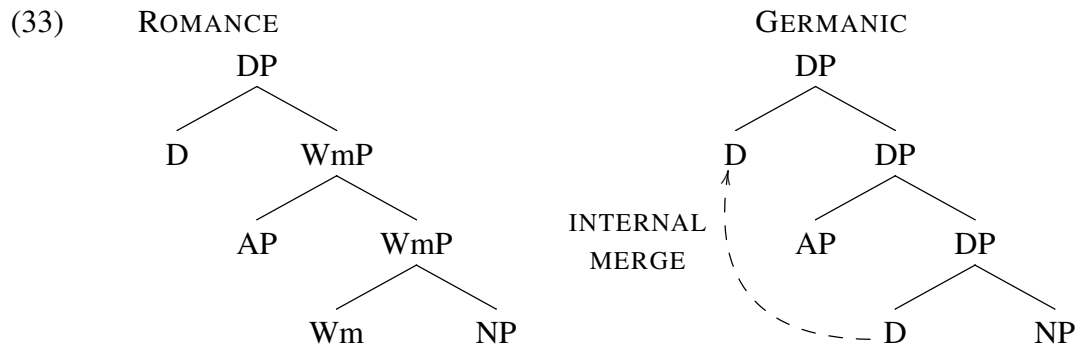 (33) ROMANCE GERMANIC
DP DP
D WmP D DP
AP WmP INTERNAL MERGE AP DP
Wm NP D NP